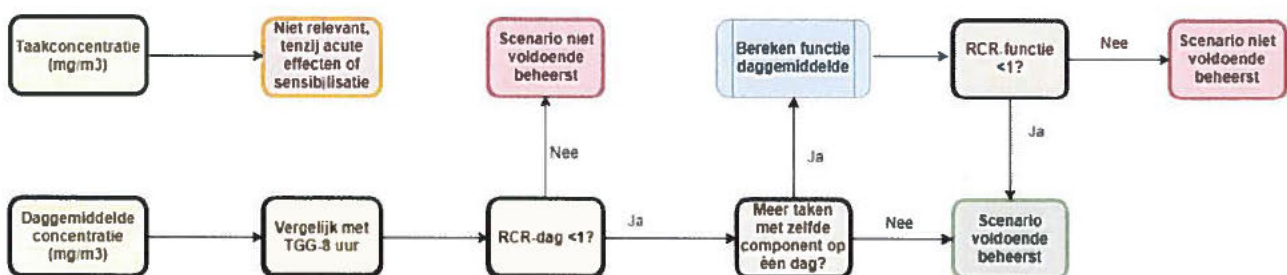 Taakconcentratie
(mg/m3)
Niet relevant,
tenzij acute
effecten of
sensibilisatie
Scenario niet
voldoende
beheerst
Bereken functie
daggemiddelde
RCR-functie
<1?
Nee
Scenario niet
voldoende
beheerst
Nee
Ja
Ja
Daggemiddelde
concentratie
(mg/m3)
Vergelijk met
TGG-8 uur
RCR-dag <1?
Ja
Meer taken
met zelfde
component op
één dag?
Nee
Scenario
voldoende
beheerst